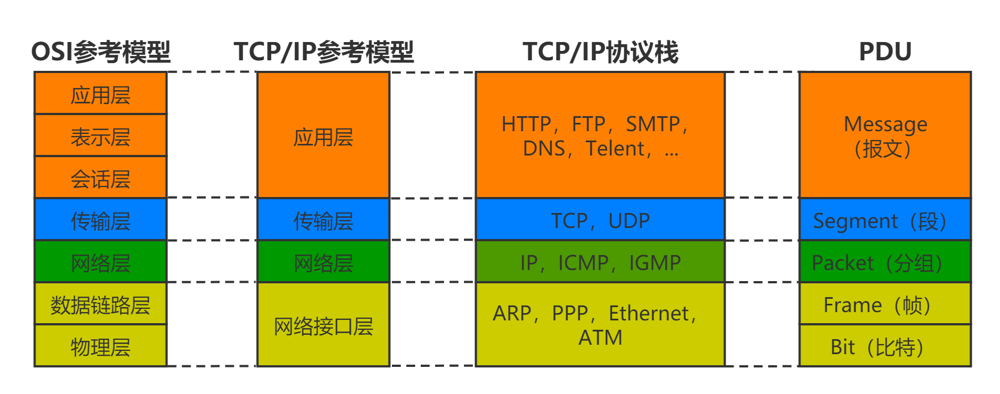 OSI参考模型
TCP/IP参考模型
TCP/IP协议栈
PDU
应用层
表示层
会话层
传输层
网络层
数据链路层
物理层
应用层
传输层
网络层
网络接口层
HTTP，FTP，SMTP，
DNS，Telent，...
TCP，UDP
IP，ICMP，IGMP
ARP，PPP，Ethernet，
ATM
Message
（报文）
Segment（段）
Packet（分组）
Frame（帧）
Bit（比特）